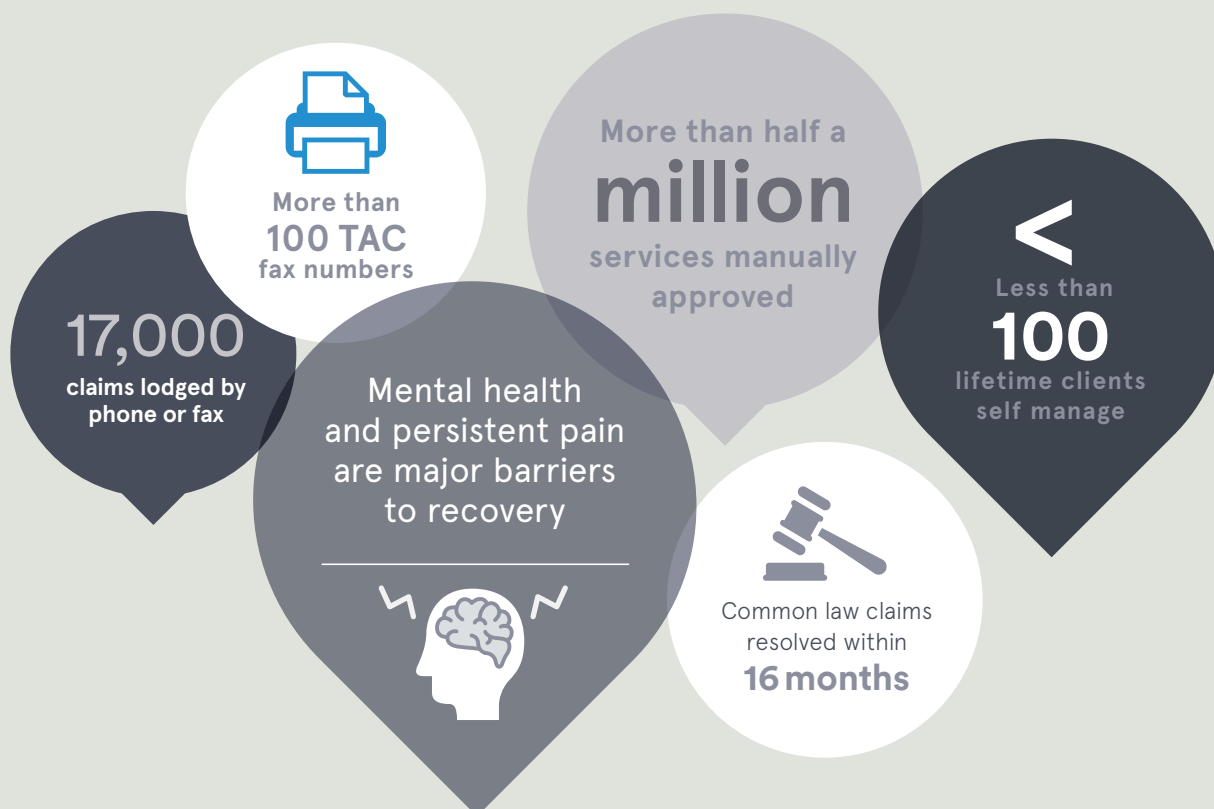 More than
100 TAC
fax numbers
17,000
claims lodged by
phone or fax
Mental health
and persistent pain
are major barriers
to recovery
More than half a
million
services manually
approved
<
Less than
100
lifetime clients
self manage
Common law claims
resolved within
16 months